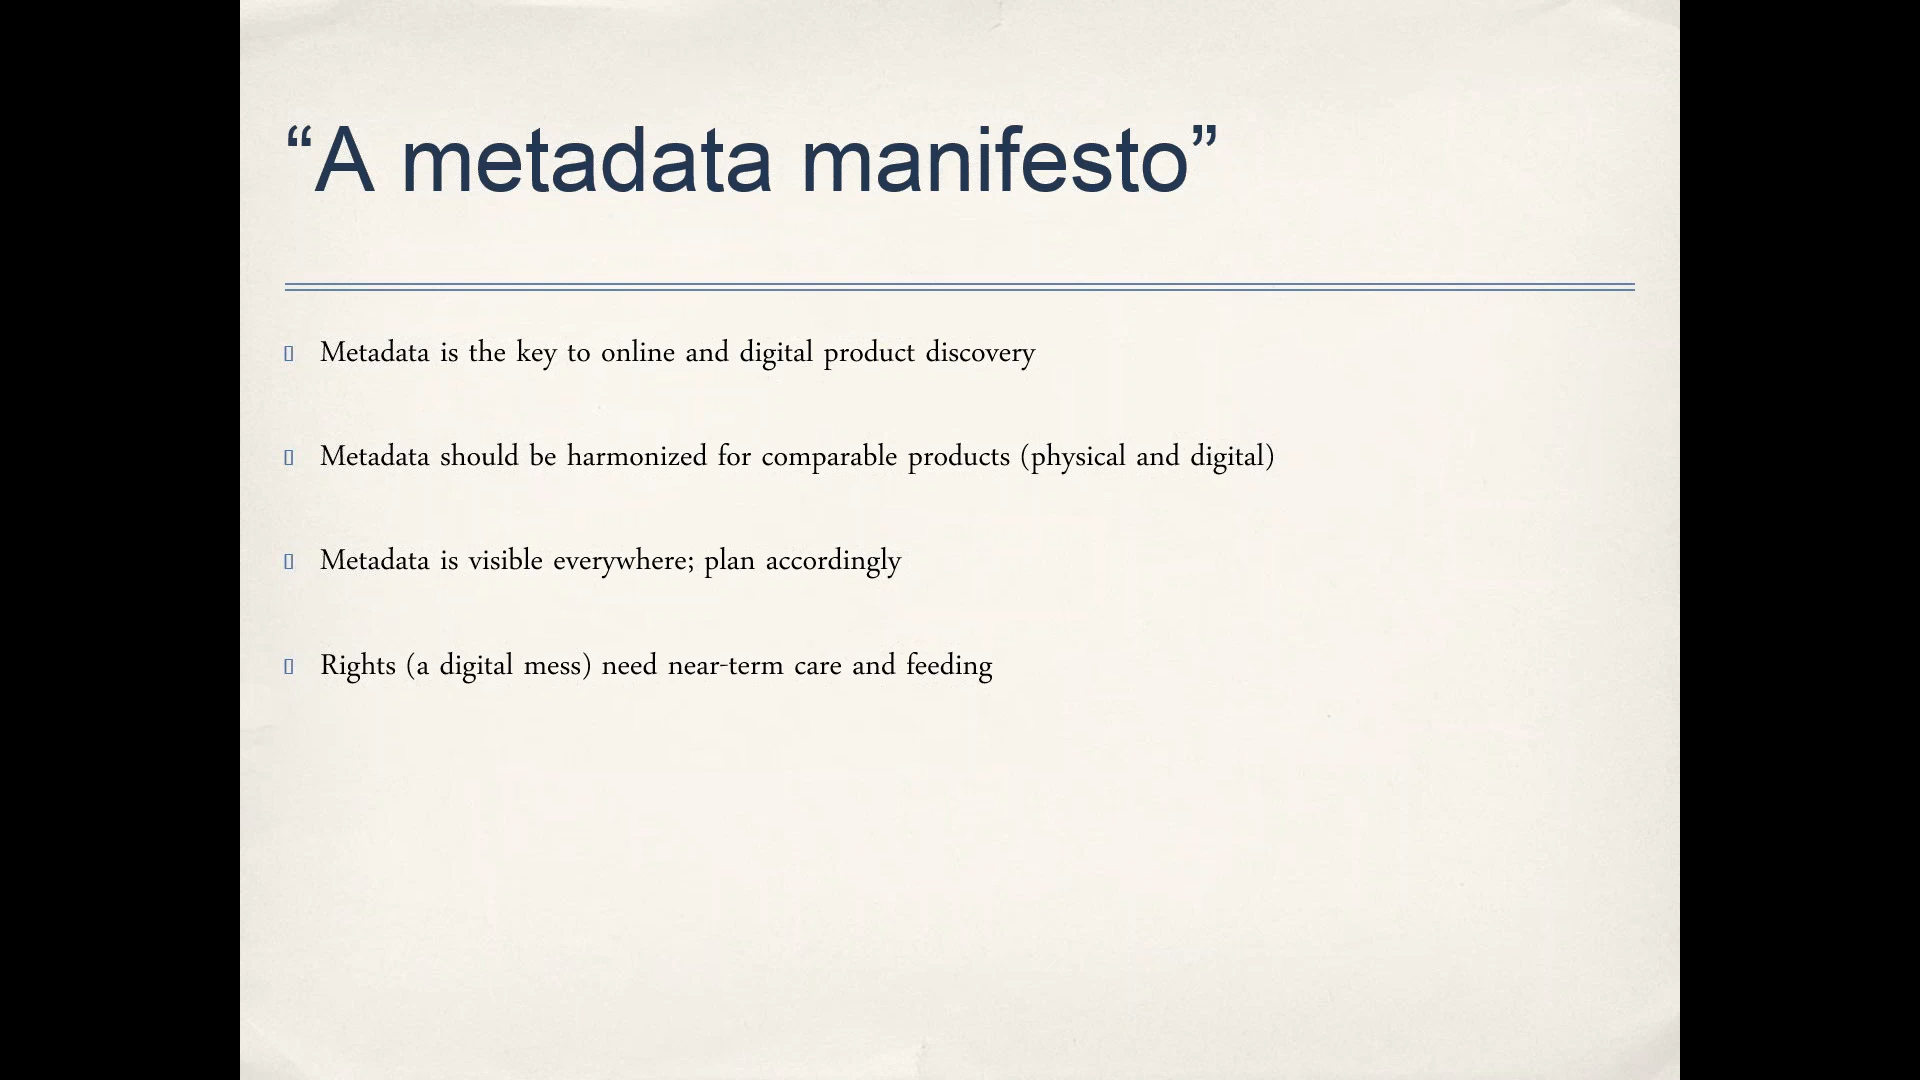 “A metadata manifesto”
Metadata is the key to online and digital product discovery
Metadata should be harmonized for comparable products (physical and digital)
Metadata is visible everywhere; plan accordingly
Rights (a digital mess) need near-term care and feeding